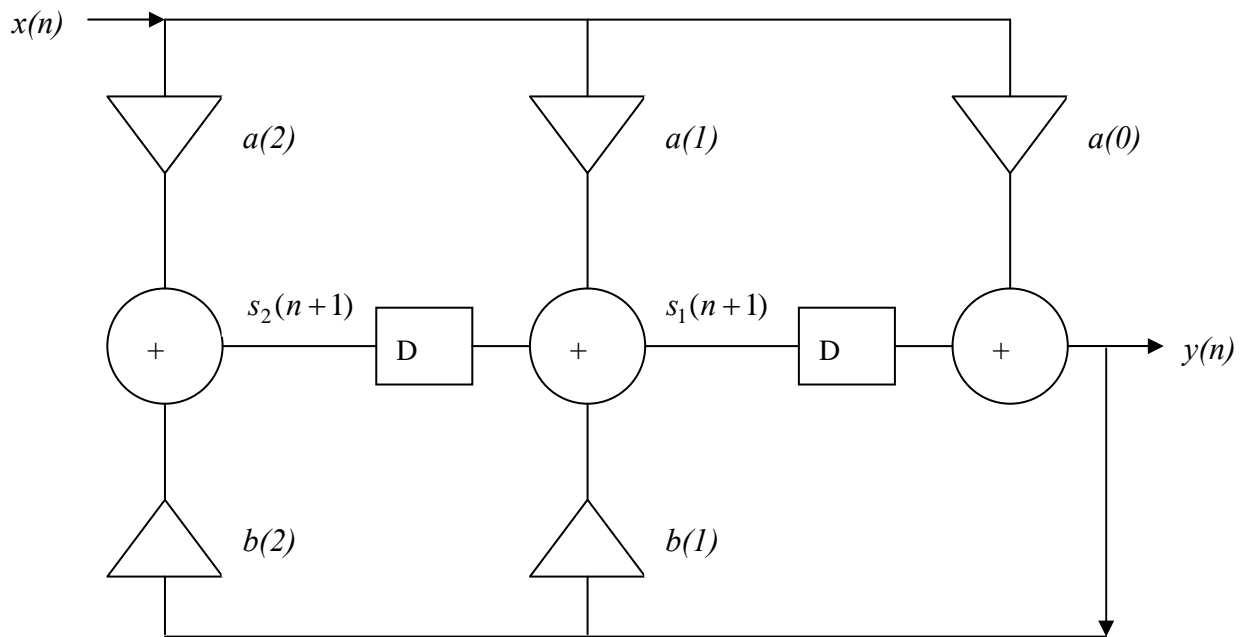 x(n)
a(2)
a(1)
a(0)
s₂(n+1)
s₁(n+1)
+
D
+
D
+
y(n)
b(2)
b(1)